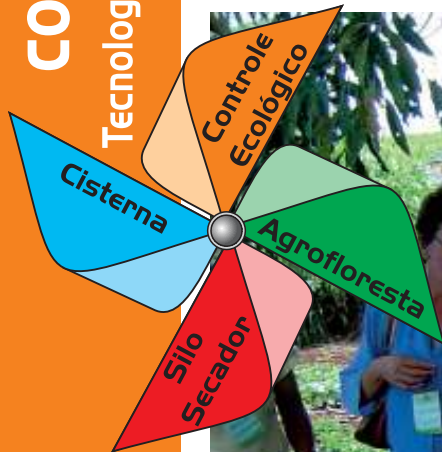 CO
Tecnolog
Controle
Ecológico
Cisterna
Agrofloresta
Silo
Secador